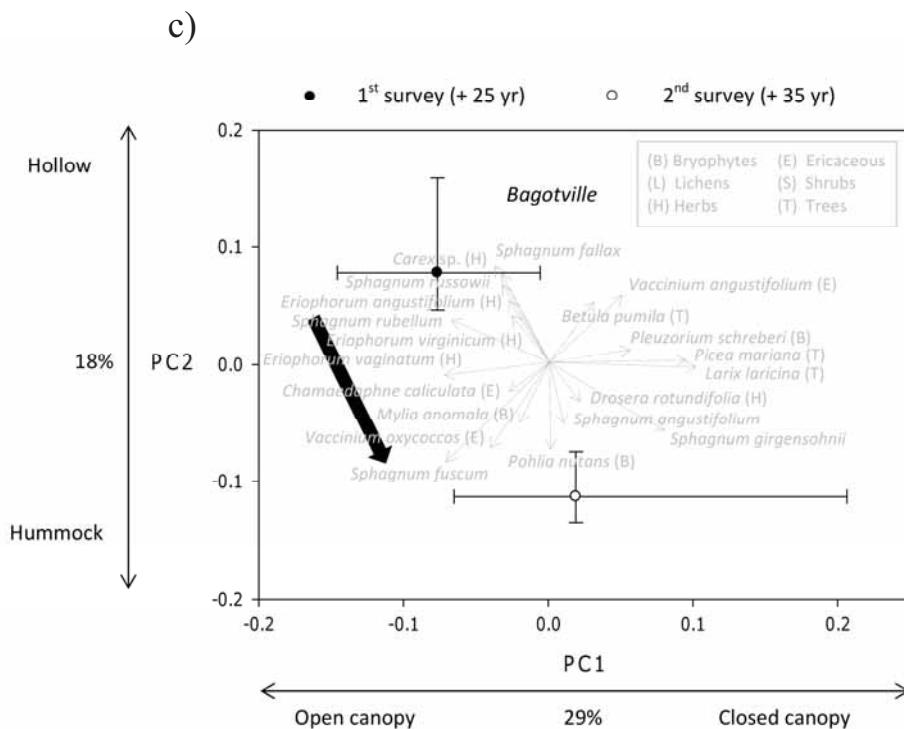 c)
● 1st survey (+ 25 yr) ○ 2nd survey (+ 35 yr)
0.2
Hollow
(B) Bryophytes (E) Ericaceous
(L) Lichens (S) Shrubs
(H) Herbs (T) Trees
Bagotville
0.1
Sphagnum fallax
Carex sp. (H)
Sphagnum russowii
Vaccinium angustifolium (E)
Eriophorum angustifolium (H)
Betula pumila (T)
Sphagnum rubellum
Eriophorum virginicum (H)
Pleuzorium schreberi (B)
18% PC2
0.0
Eriophorum vaginatum (H)
Picea mariana (T)
Larix laricina (T)
Chamaedaphne caliculata (E)
Drosera rotundifolia (H)
Mylia anomala (B)
Sphagnum angustifolium
Vaccinium oxycoccos (E)
Sphagnum girgensohnii
Sphagnum fuscum
Pohlia nutans (B)
-0.1
Hummock
-0.2
-0.2 -0.1 0.0 0.1 0.2
PC1
Open canopy 29% Closed canopy